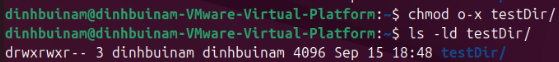 dinhbuinam@dinhbuinam-VMware-Virtual-Platform:~$ chmod o-x testDir/
dinhbuinam@dinhbuinam-VMware-Virtual-Platform:~$ ls -ld testDir/
drwxrwxr-- 3 dinhbuinam dinhbuinam 4096 Sep 15 18:48 testDir/